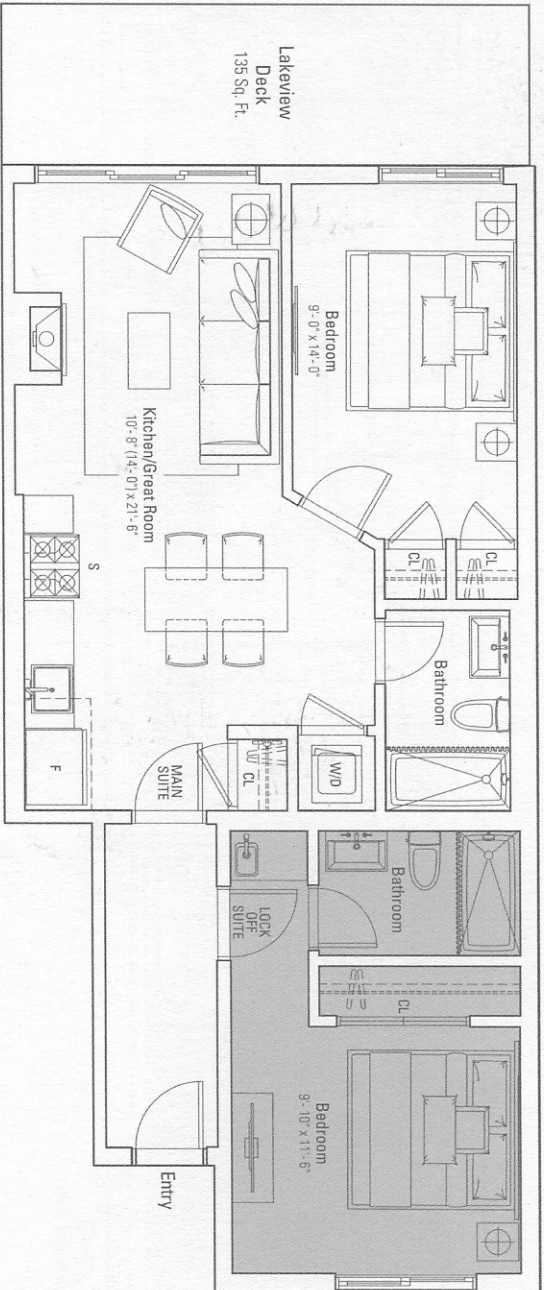 Lakeview
Deck
135 Sq. Ft.
Bedroom
9'- 0" x 14'- 0"
Kitchen/Great Room
10'- 8" (14'- 0") x 21'- 6"
S
CL
CL
Bathroom
F
MAIN
SUITE
CL
W/D
LOCK
OFF
SUITE
Bathroom
CL
Bedroom
9'- 10" x 11'- 6"
Entry